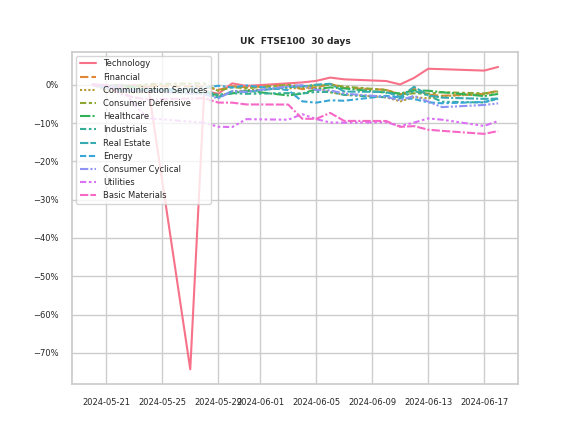 UK FTSE100 30 days
Technology
Financial
Communication Services
Consumer Defensive
Healthcare
Industrials
Real Estate
Energy
Consumer Cyclical
Utilities
Basic Materials
0%
−10%
−20%
−30%
−40%
−50%
−60%
−70%
2024-05-21 2024-05-25 2024-05-29 2024-06-01 2024-06-05 2024-06-09 2024-06-13 2024-06-17